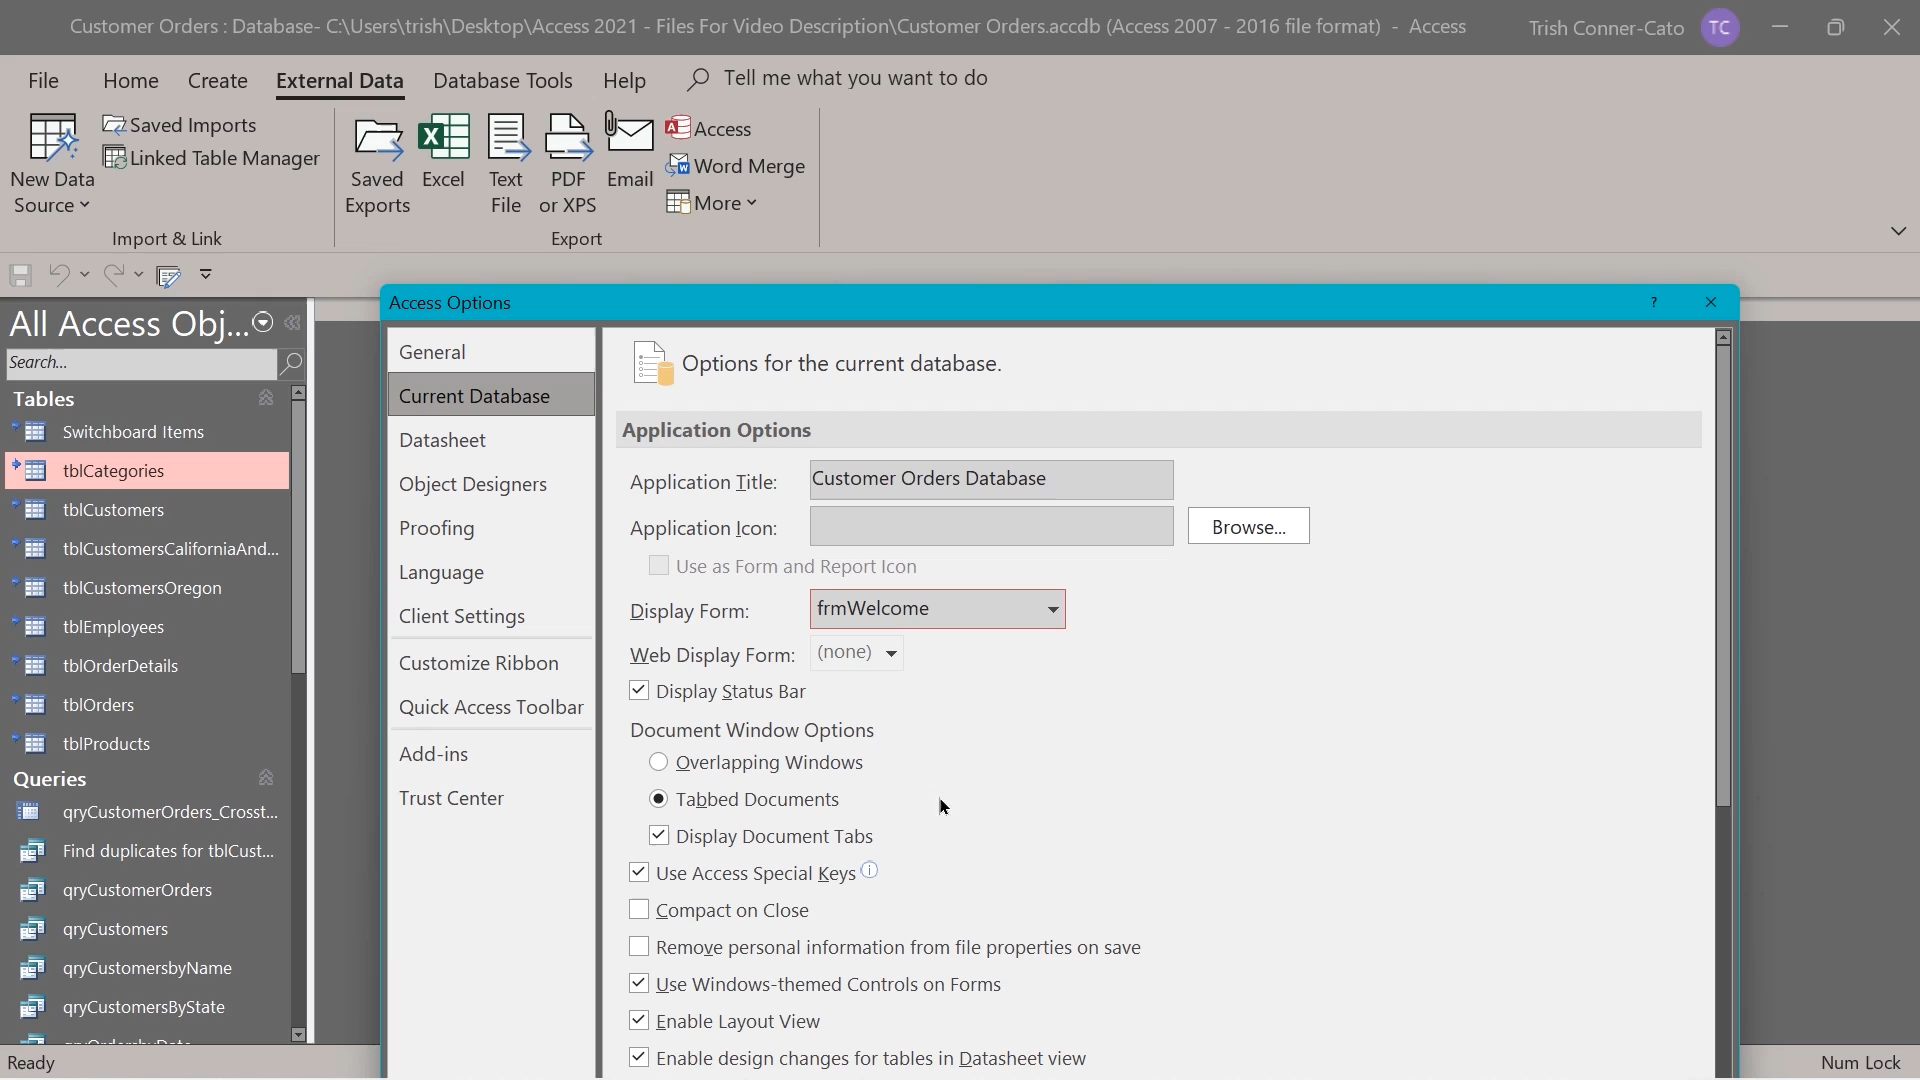 Customer Orders : Database- C:\Users\trish\Desktop\Access 2021 - Files For Video Description\Customer Orders.accdb (Access 2007 - 2016 file format) - Access
Trish Conner-Cato
TC
File Home Create External Data Database Tools Help Tell me what you want to do
New Data
Source
Saved Imports
Linked Table Manager
Import & Link
Saved
Exports
Excel
Text
File
PDF
or XPS
Email
Access
Word Merge
More
Export
All Access Obj...
Search...
Tables
Switchboard Items
tblCategories
tblCustomers
tblCustomersCaliforniaAnd...
tblCustomersOregon
tblEmployees
tblOrderDetails
tblOrders
tblProducts
Queries
qryCustomerOrders_Crosst...
Find duplicates for tblCust...
qryCustomerOrders
qryCustomers
qryCustomersbyName
qryCustomersByState
Access Options
?
General
Current Database
Datasheet
Object Designers
Proofing
Language
Client Settings
Customize Ribbon
Quick Access Toolbar
Add-ins
Trust Center
Options for the current database.
Application Options
Application Title: Customer Orders Database
Application Icon: Browse...
Use as Form and Report Icon
Display Form: frmWelcome
Web Display Form: (none)
Display Status Bar
Document Window Options
Overlapping Windows
Tabbed Documents
Display Document Tabs
Use Access Special Keys
Compact on Close
Remove personal information from file properties on save
Use Windows-themed Controls on Forms
Enable Layout View
Enable design changes for tables in Datasheet view
Ready
Num Lock